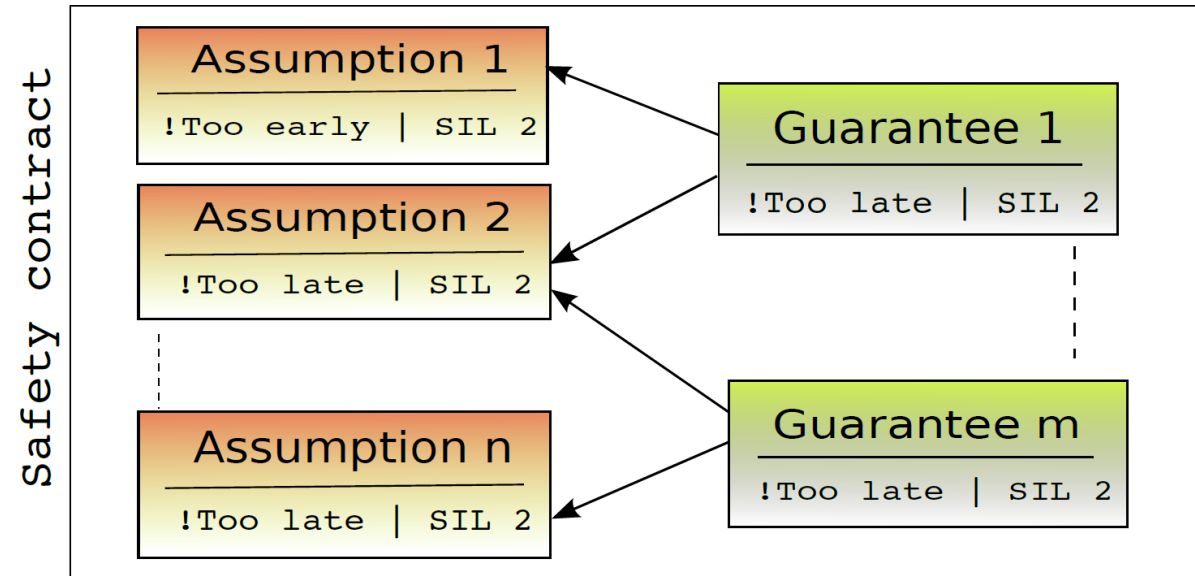 Safety contract
Assumption 1
!Too early | SIL 2
Assumption 2
!Too late | SIL 2
Assumption n
!Too late | SIL 2
Guarantee 1
!Too late | SIL 2
Guarantee m
!Too late | SIL 2